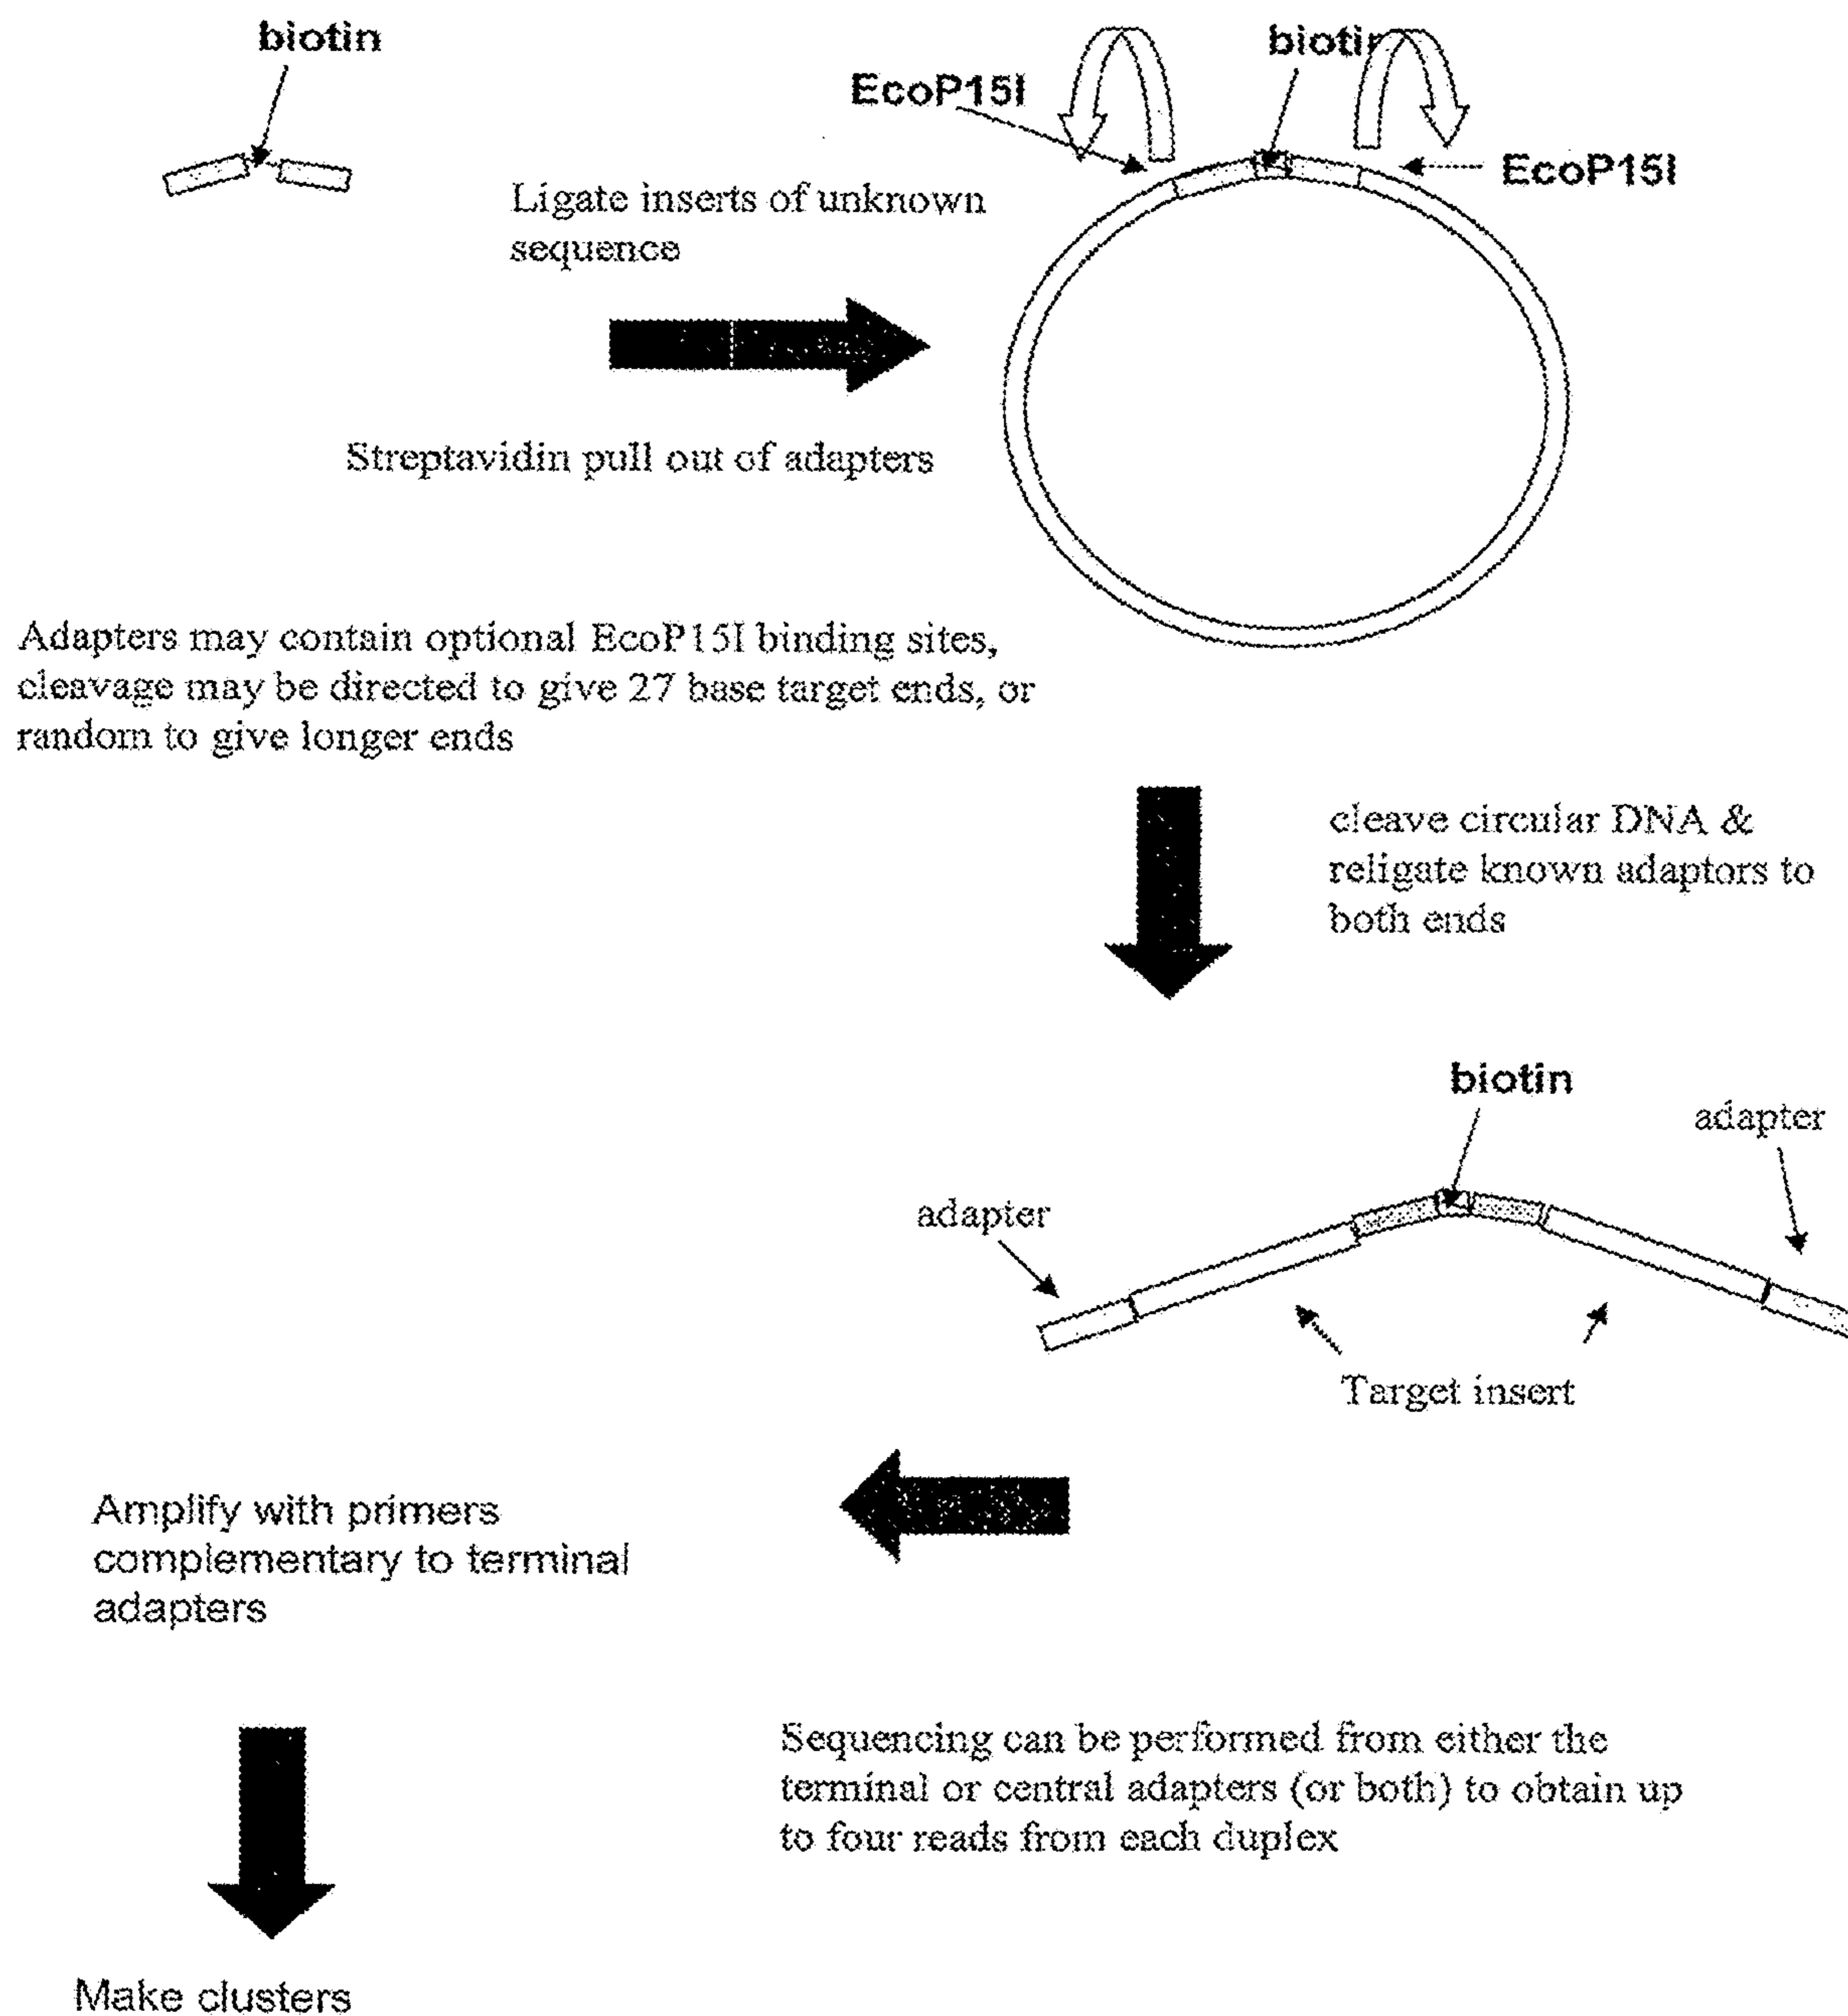 biotin
EcoP15I
biotin
EcoP15I
Ligate inserts of unknown
sequence
Streptavidin pull out of adapters
Adapters may contain optional EcoP15I binding sites,
cleavage may be directed to give 27 base target ends, or
random to give longer ends
cleave circular DNA &
religate known adaptors to
both ends
biotin
adapter
adapter
Target insert
Amplify with primers
complementary to terminal
adapters
Sequencing can be performed from either the
terminal or central adapters (or both) to obtain up
to four reads from each duplex
Make clusters